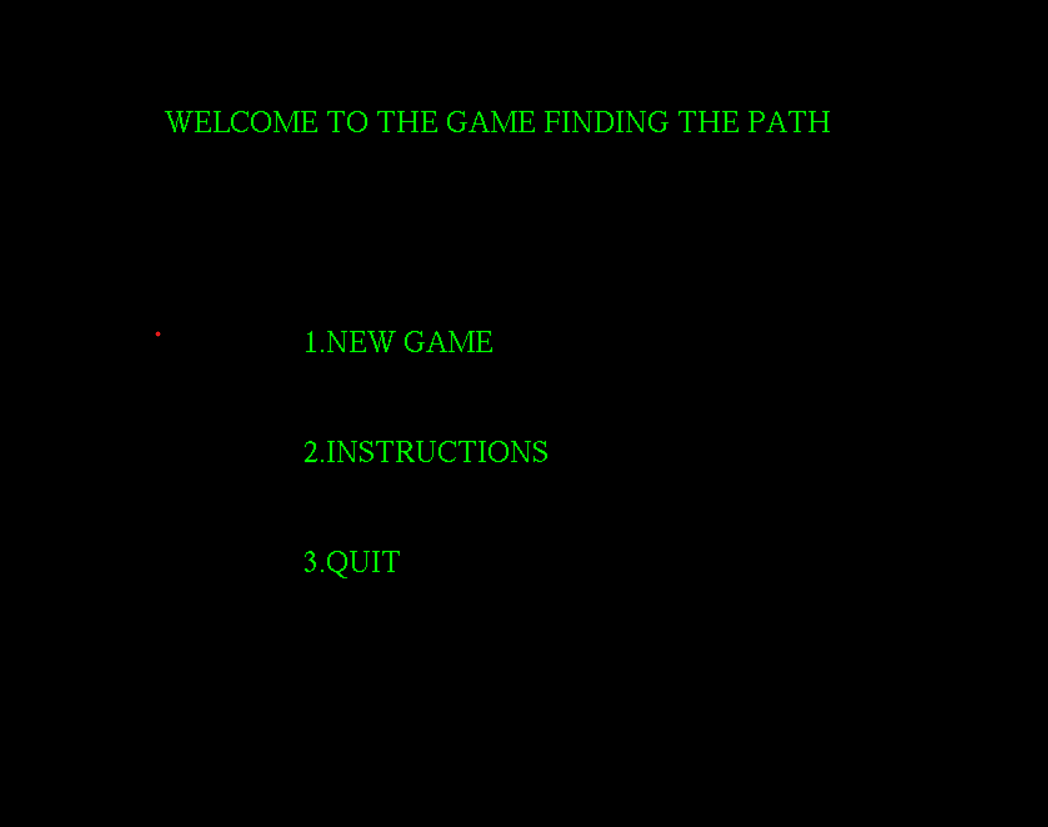 WELCOME TO THE GAME FINDING THE PATH
1.NEW GAME
2.INSTRUCTIONS
3.QUIT